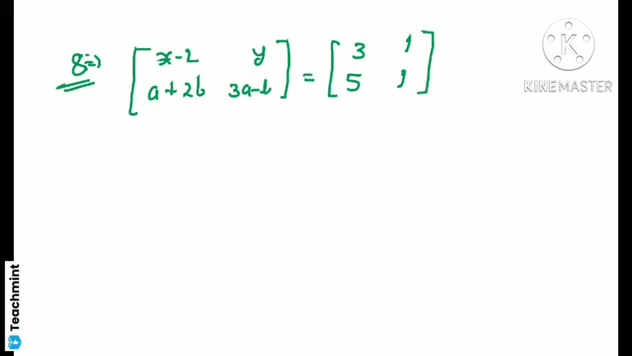 8=> [ x-2 y ] = [ 3 1 ]
[ a+2b 3a-b ] [ 5 1 ]
KINEMASTER
Teachmint